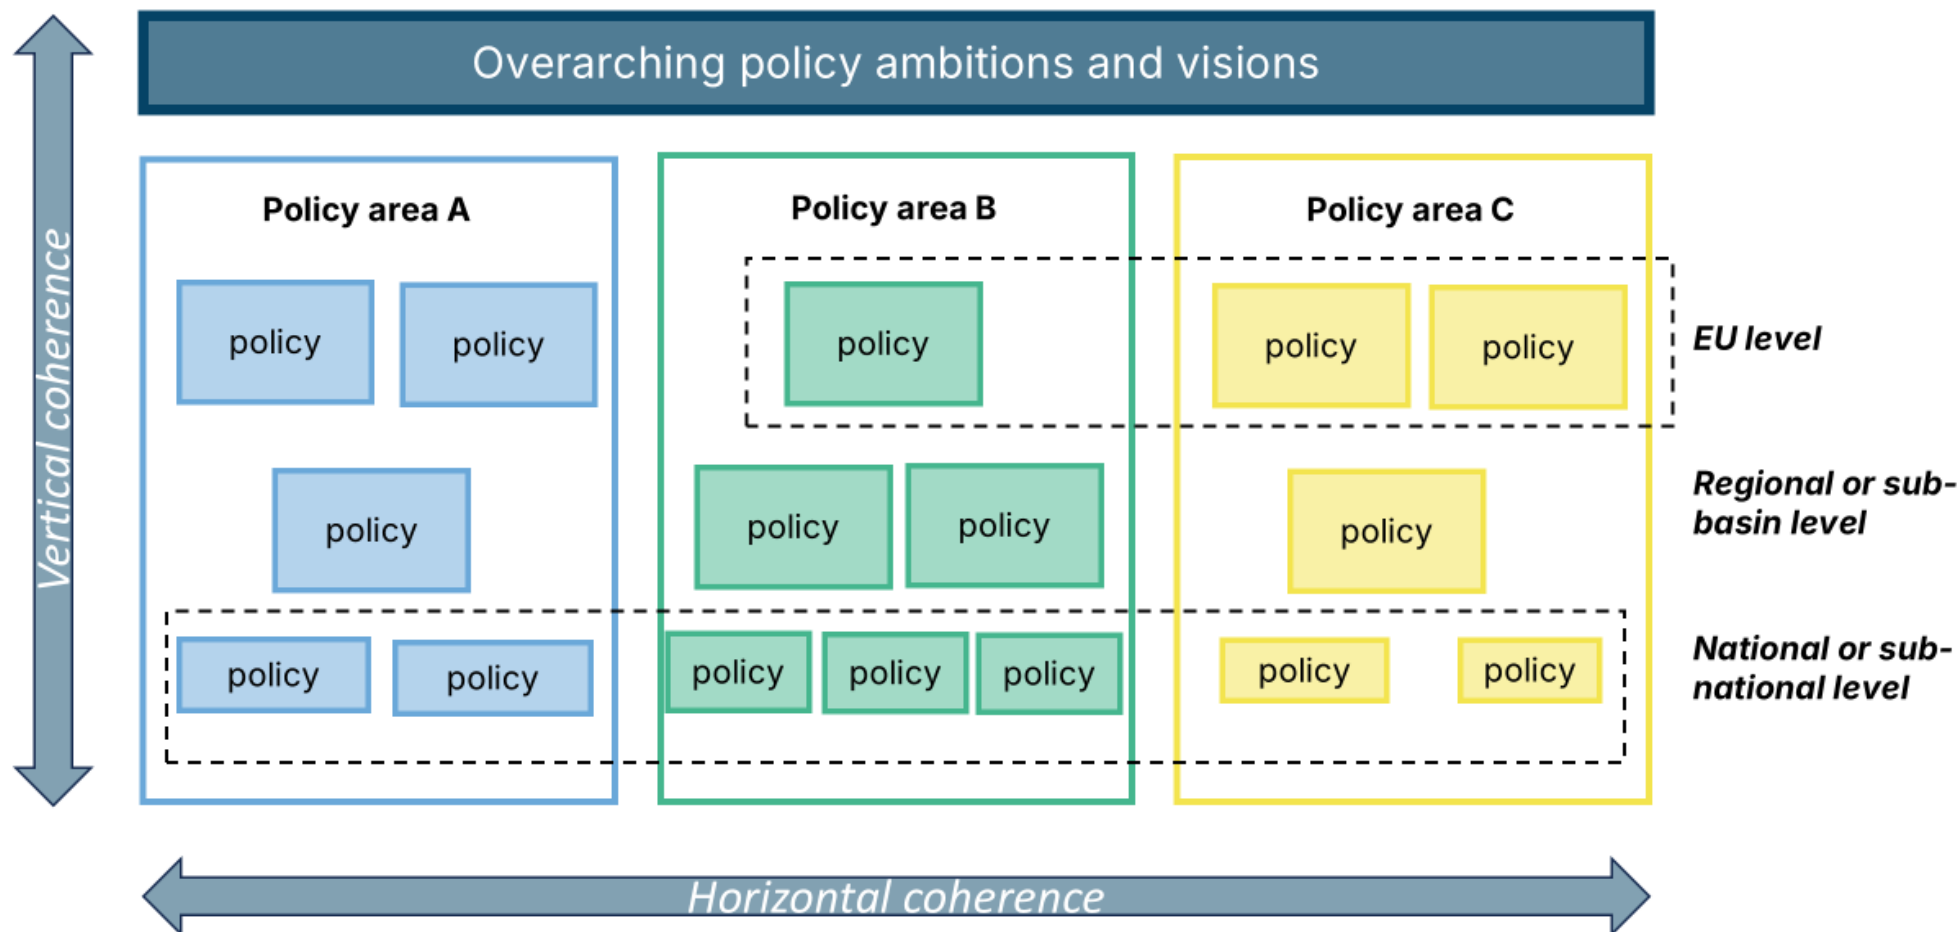 Overarching policy ambitions and visions
Vertical coherence
Policy area A
Policy area B
Policy area C
policy
policy
policy
policy
policy
EU level
policy
policy
policy
policy
Regional or sub-
basin level
policy
policy
policy
policy
policy
policy
policy
National or sub-
national level
Horizontal coherence